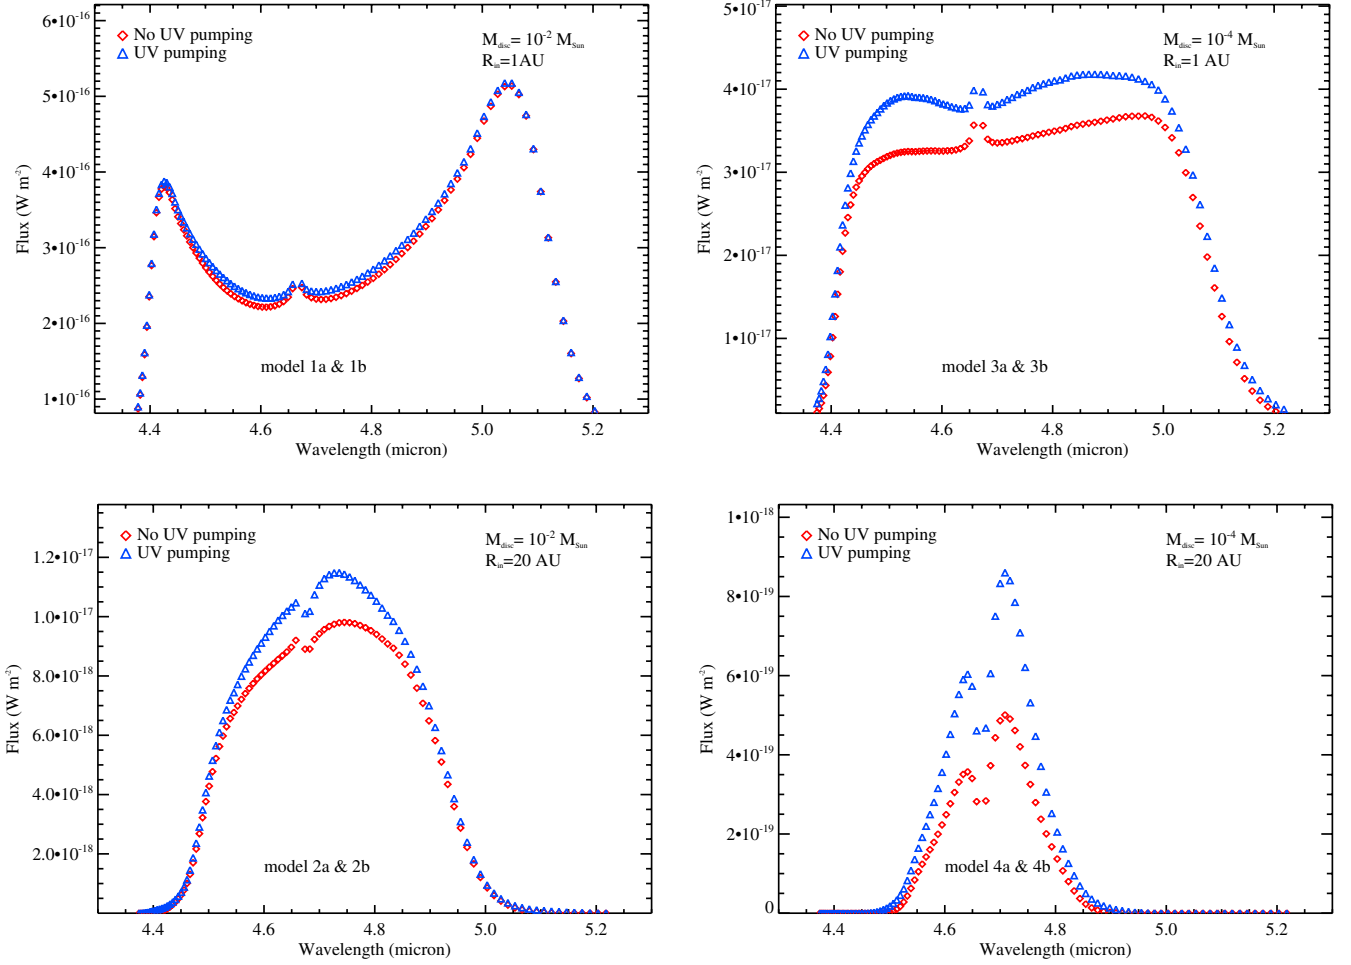 6•10⁻¹⁶
5•10⁻¹⁶
4•10⁻¹⁶
3•10⁻¹⁶
2•10⁻¹⁶
1•10⁻¹⁶
Flux (W m⁻²)
No UV pumping
UV pumping
M_disc= 10⁻² M_Sun
R_in=1AU
model 1a & 1b
4.4 4.6 4.8 5.0 5.2
Wavelength (micron)
5•10⁻¹⁷
4•10⁻¹⁷
3•10⁻¹⁷
2•10⁻¹⁷
1•10⁻¹⁷
Flux (W m⁻²)
No UV pumping
UV pumping
M_disc= 10⁻⁴ M_Sun
R_in=1 AU
model 3a & 3b
4.4 4.6 4.8 5.0 5.2
Wavelength (micron)
1.2•10⁻¹⁷
1.0•10⁻¹⁷
8.0•10⁻¹⁸
6.0•10⁻¹⁸
4.0•10⁻¹⁸
2.0•10⁻¹⁸
Flux (W m⁻²)
No UV pumping
UV pumping
M_disc= 10⁻² M_Sun
R_in=20 AU
model 2a & 2b
4.4 4.6 4.8 5.0 5.2
Wavelength (micron)
1•10⁻¹⁸
8•10⁻¹⁹
6•10⁻¹⁹
4•10⁻¹⁹
2•10⁻¹⁹
0
Flux (W m⁻²)
No UV pumping
UV pumping
M_disc= 10⁻⁴ M_Sun
R_in=20 AU
model 4a & 4b
4.4 4.6 4.8 5.0 5.2
Wavelength (micron)